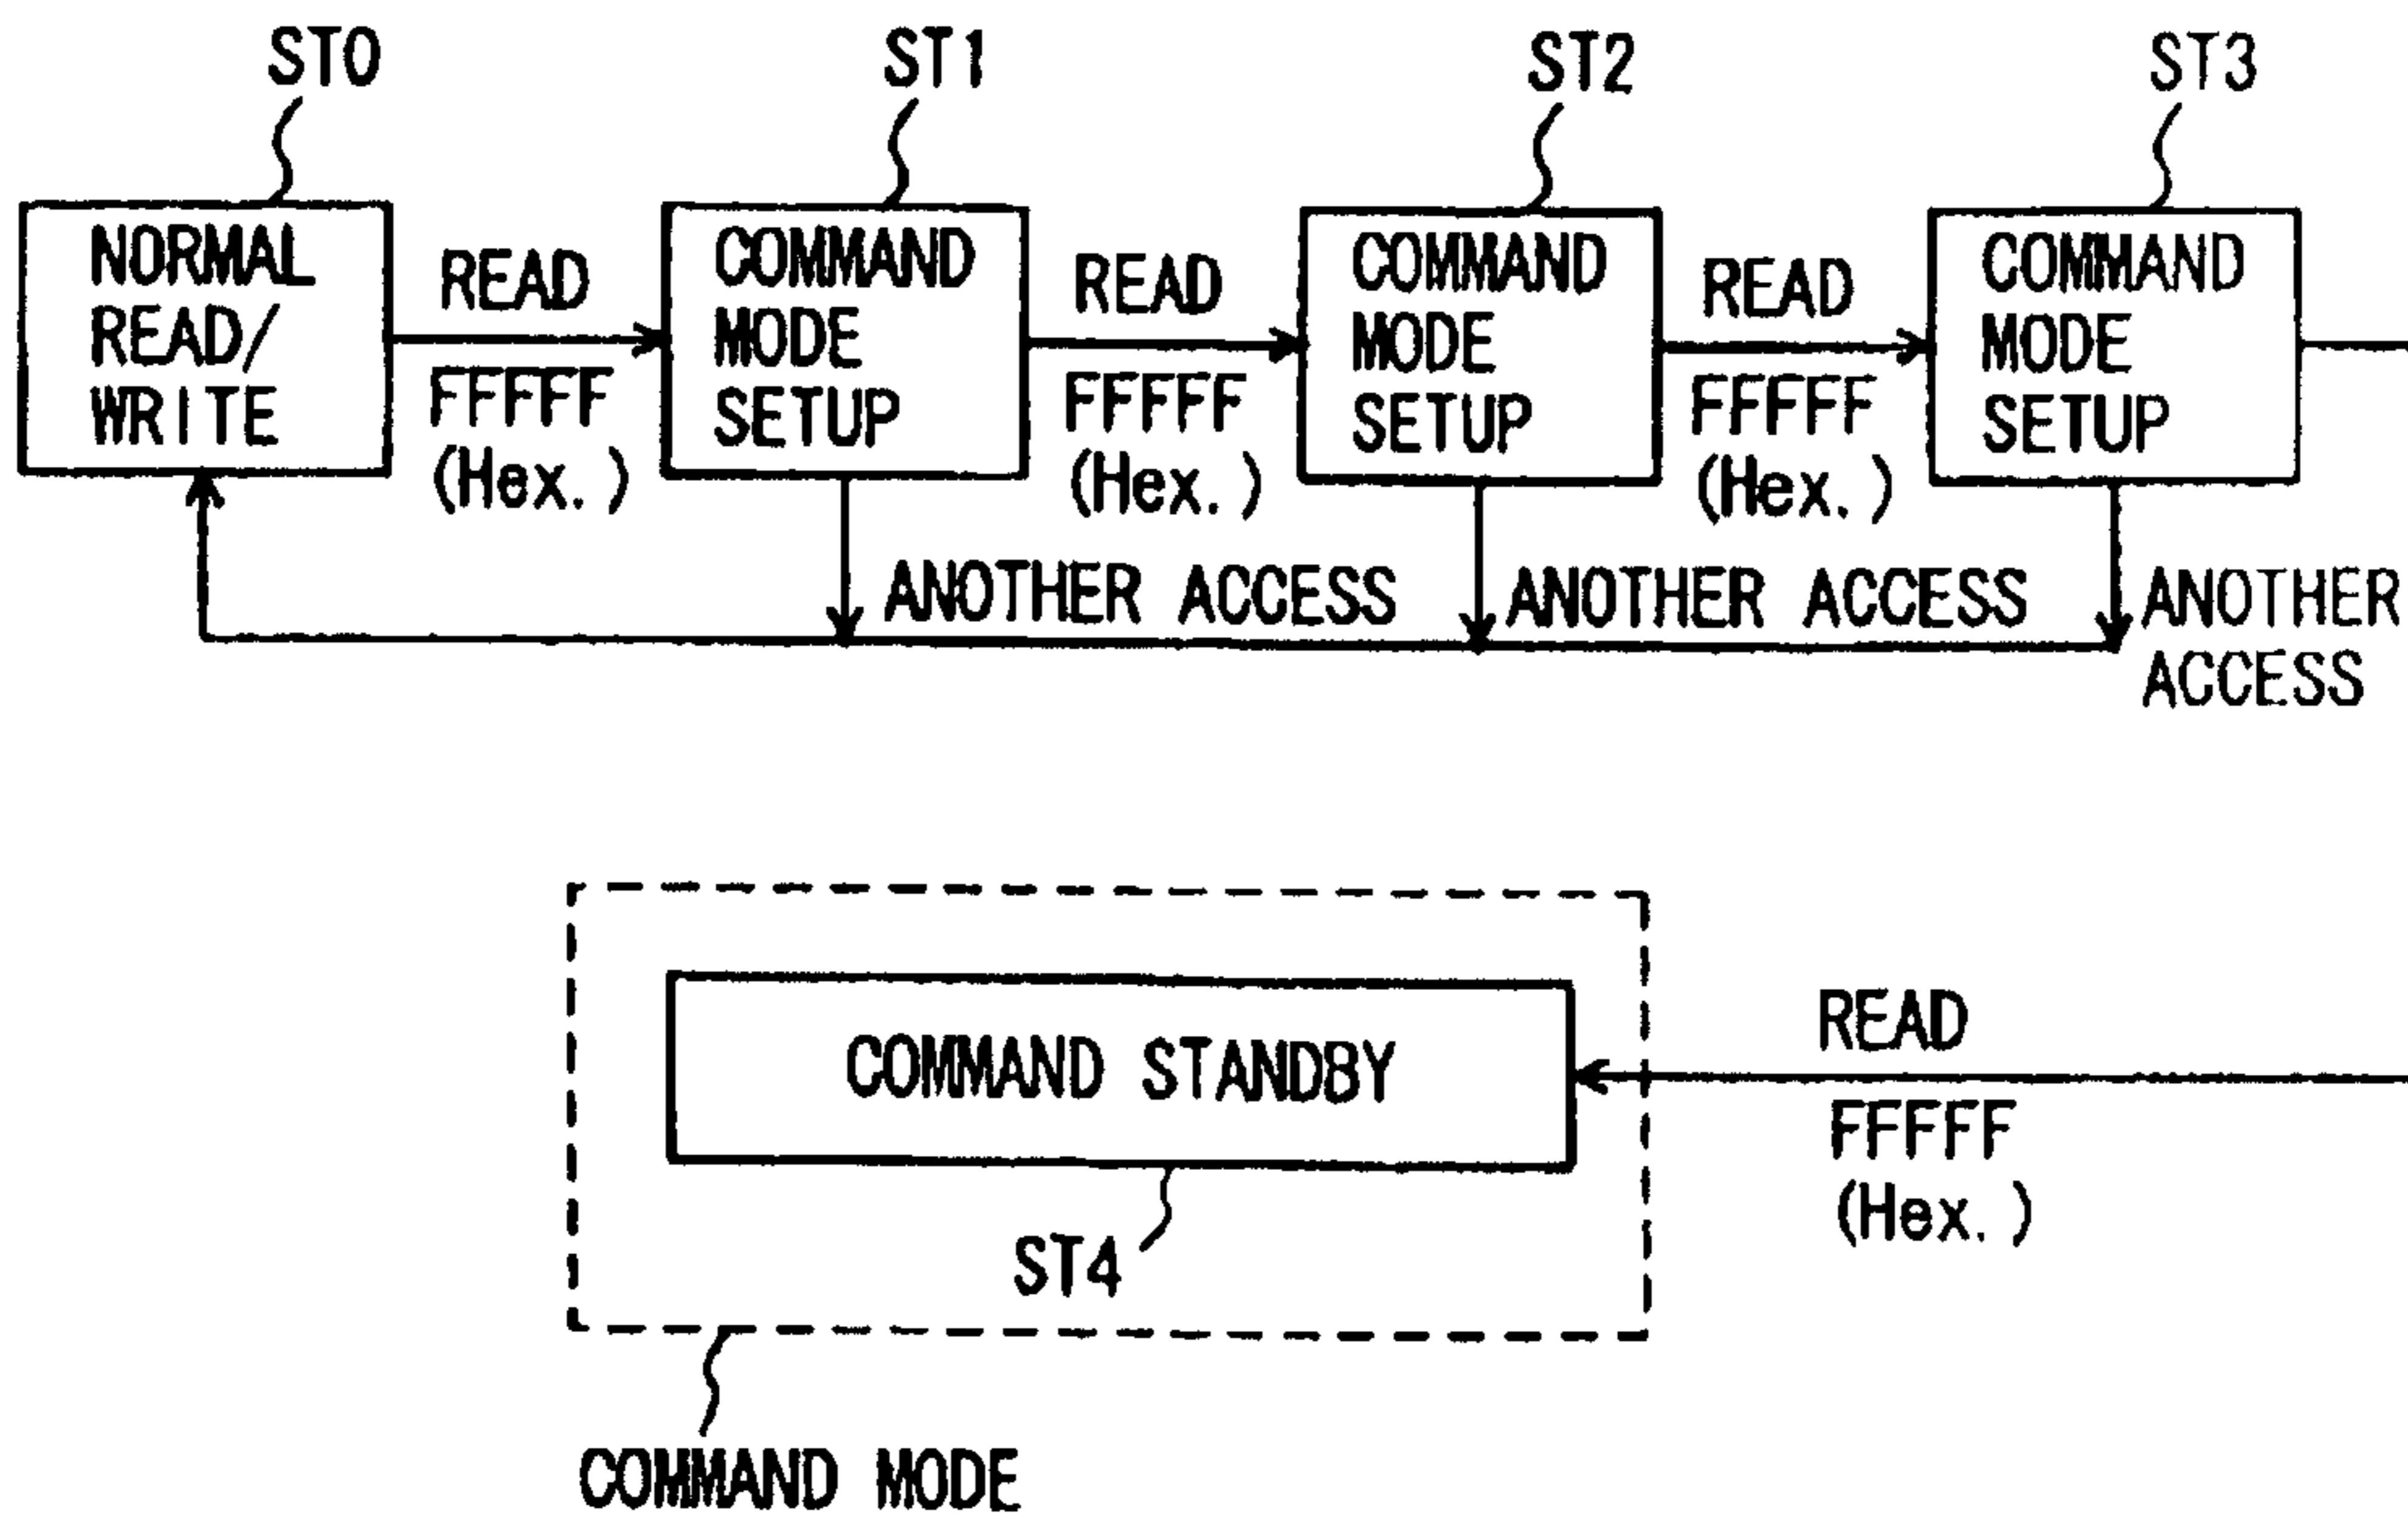 ST0
ST1
ST2
ST3
NORMAL
READ/
WRITE
READ
FFFFF
(Hex.)
COMMAND
MODE
SETUP
READ
FFFFF
(Hex.)
COMMAND
MODE
SETUP
READ
FFFFF
(Hex.)
COMMAND
MODE
SETUP
ANOTHER ACCESS
ANOTHER ACCESS
ANOTHER
ACCESS
COMMAND STANDBY
READ
FFFFF
(Hex.)
ST4
COMMAND MODE